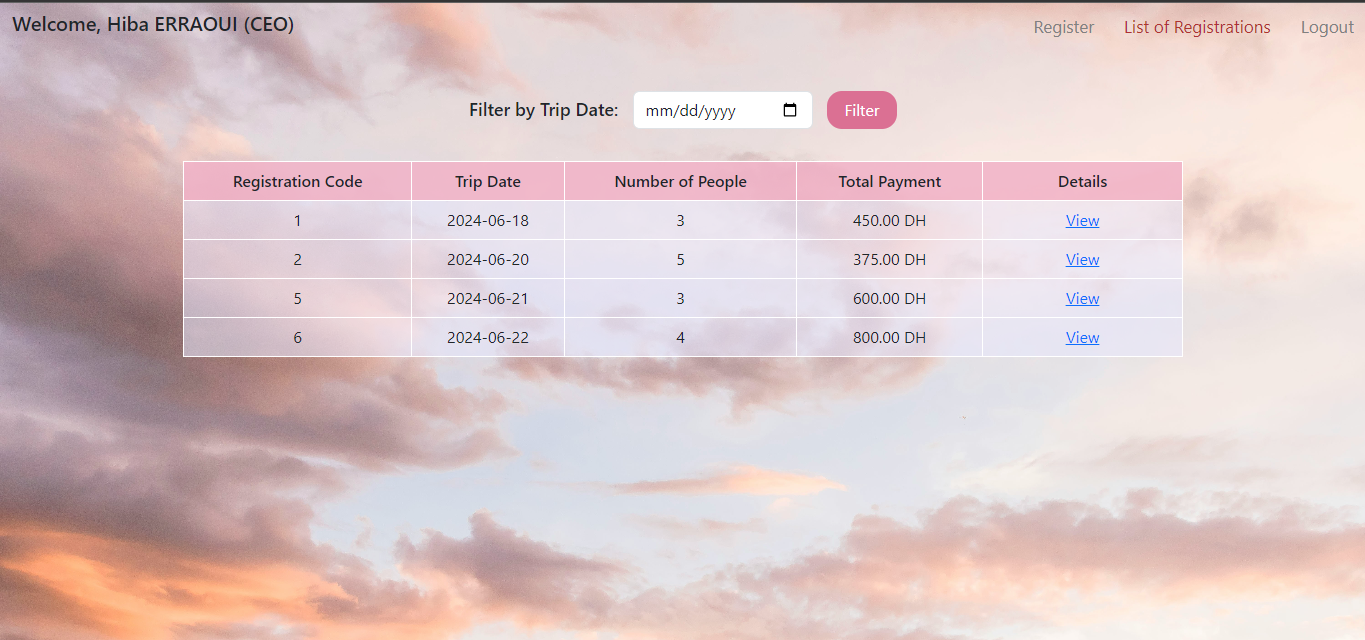 Welcome, Hiba ERRAOUI (CEO)
Register List of Registrations Logout
Filter by Trip Date: mm/dd/yyyy Filter
Registration Code Trip Date Number of People Total Payment Details
1 2024-06-18 3 450.00 DH View
2 2024-06-20 5 375.00 DH View
5 2024-06-21 3 600.00 DH View
6 2024-06-22 4 800.00 DH View